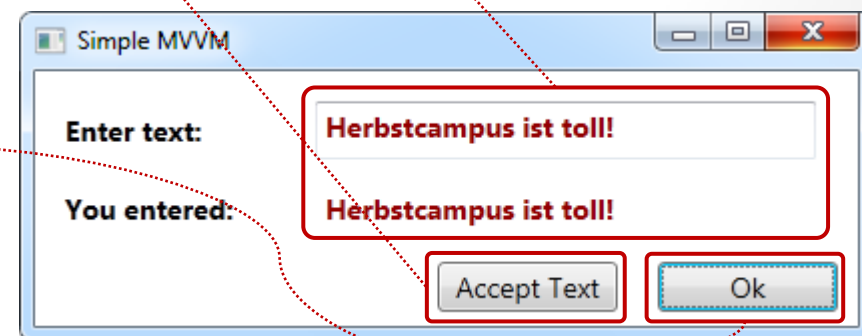 Simple MVVM
Enter text: Herbstcampus ist toll!
You entered: Herbstcampus ist toll!
Accept Text Ok